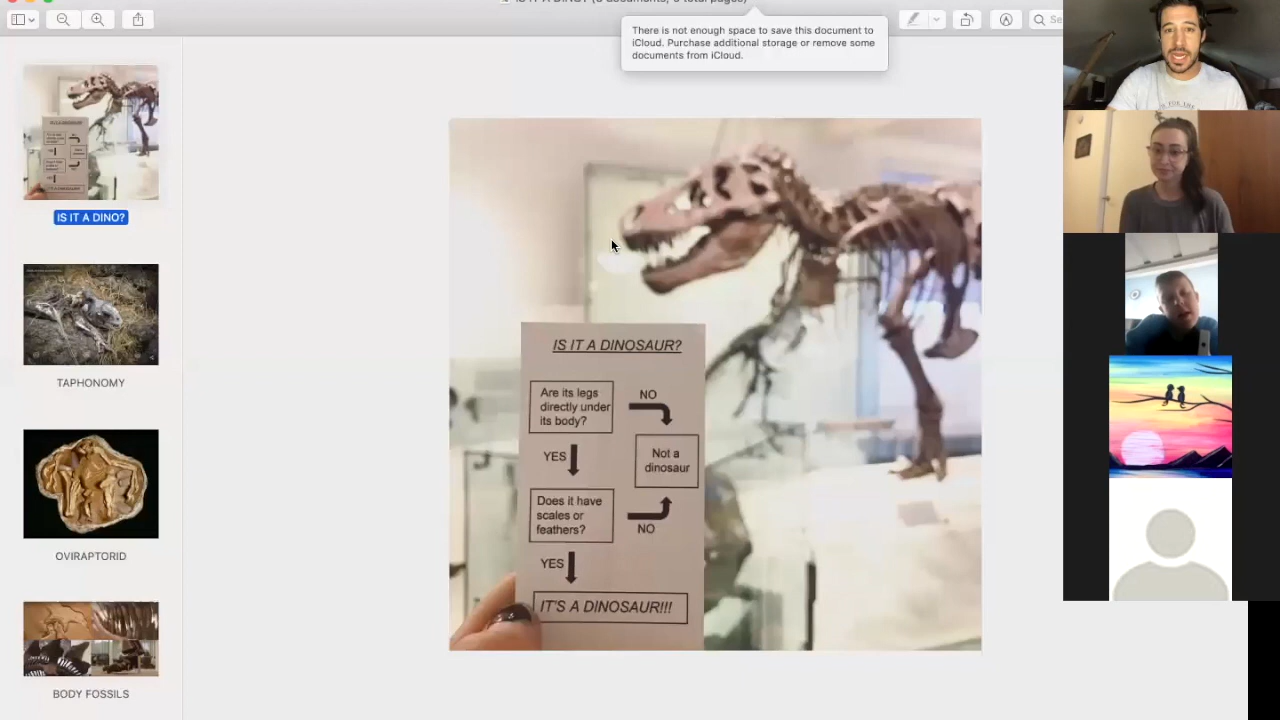 There is not enough space to save this document to
iCloud. Purchase additional storage or remove some
documents from iCloud.
IS IT A DINO?
TAPHONOMY
OVIRAPTORID
BODY FOSSILS
IS IT A DINOSAUR?
Are its legs
directly under
its body?
NO
YES
Not a
dinosaur
Does it have
scales or
feathers?
NO
YES
IT'S A DINOSAUR!!!